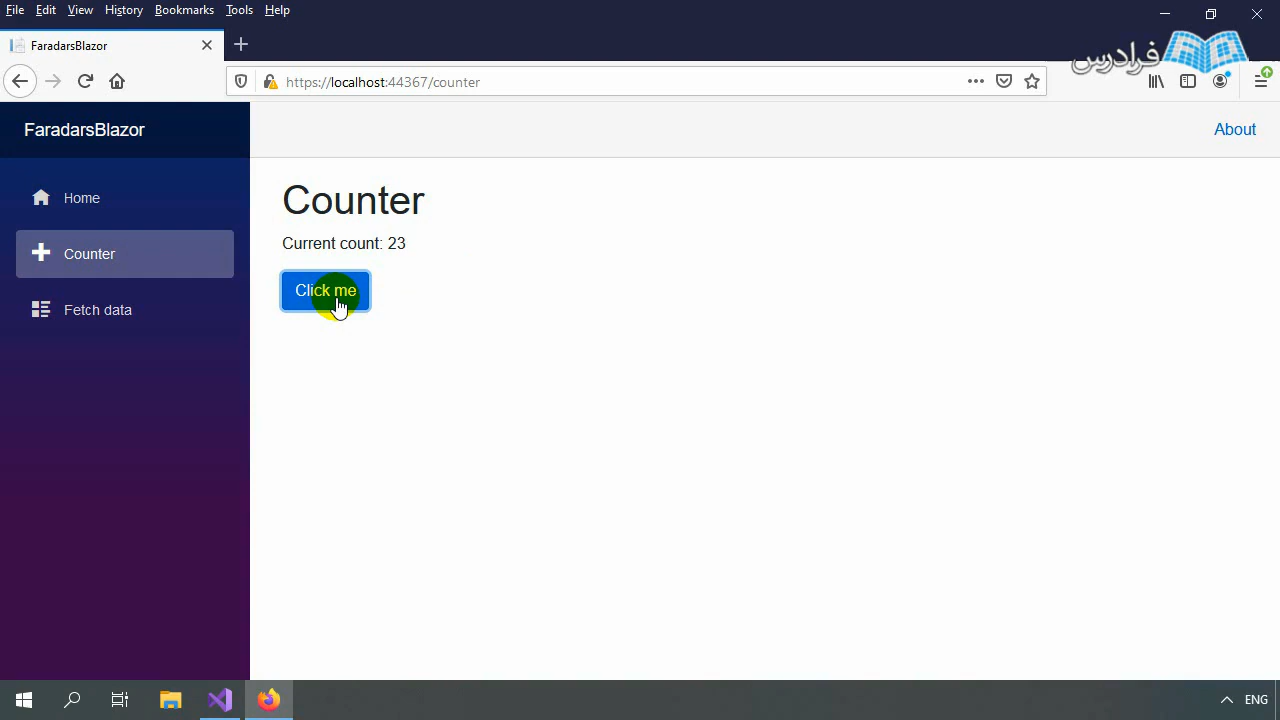 File Edit View History Bookmarks Tools Help
FaradarsBlazor
فرادرس
https://localhost:44367/counter
FaradarsBlazor
About
Home
Counter
Fetch data
Counter
Current count: 23
Click me
ENG